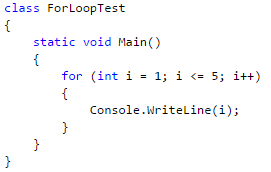 class ForLoopTest
{
    static void Main()
    {
        for (int i = 1; i <= 5; i++)
        {
            Console.WriteLine(i);
        }
    }
}